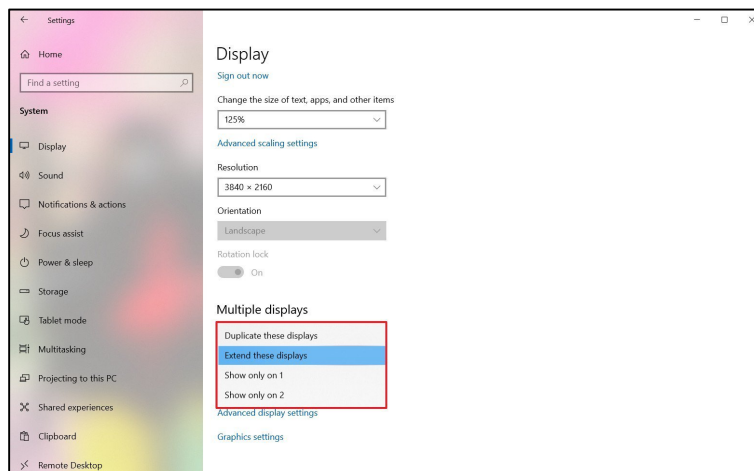 Settings
Home
Find a setting
System
Display
Sound
Notifications & actions
Focus assist
Power & sleep
Storage
Tablet mode
Multitasking
Projecting to this PC
Shared experiences
Clipboard
Remote Desktop
Display
Sign out now
Change the size of text, apps, and other items
125%
Advanced scaling settings
Resolution
3840 × 2160
Orientation
Landscape
Rotation lock
On
Multiple displays
Duplicate these displays
Extend these displays
Show only on 1
Show only on 2
Advanced display settings
Graphics settings